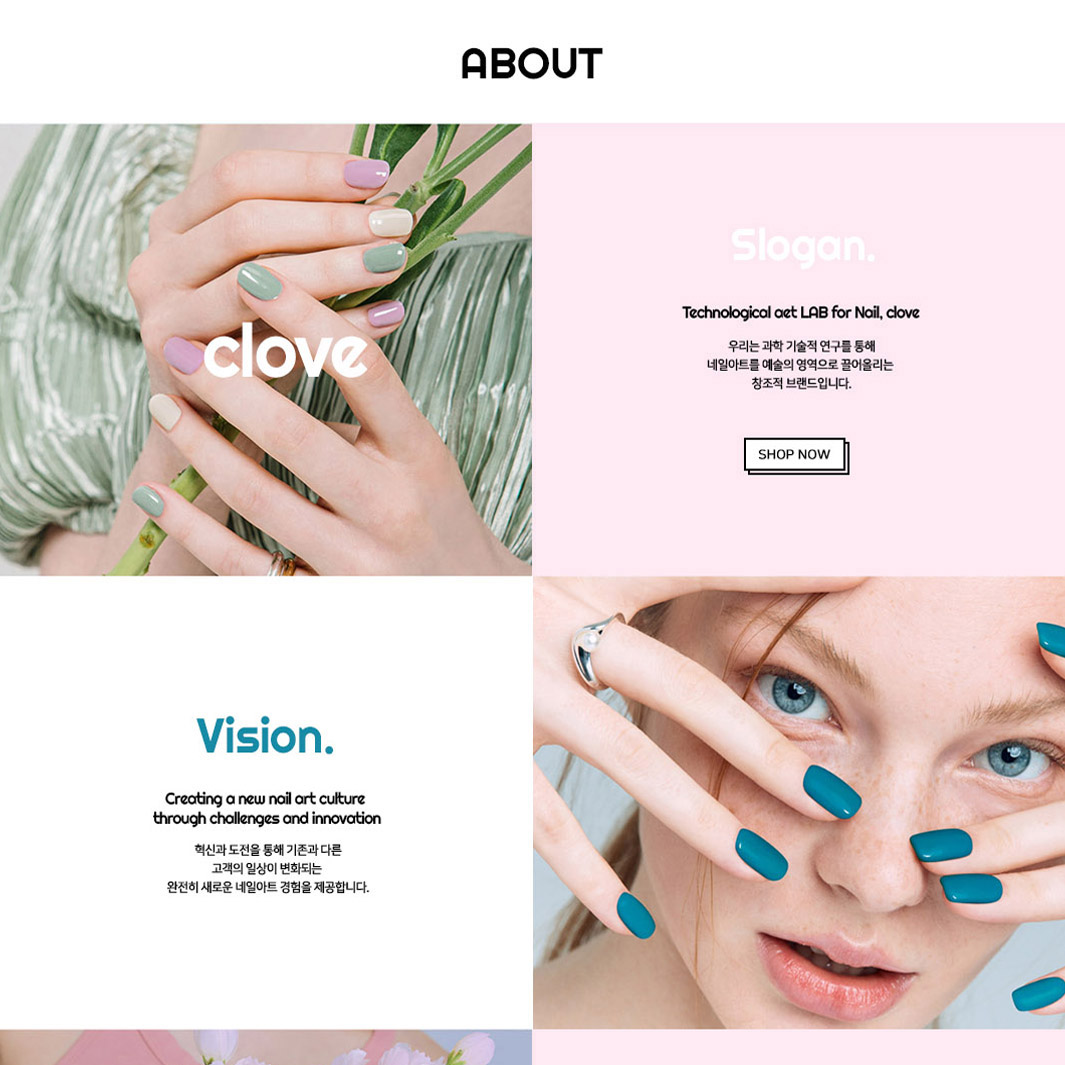 ABOUT
clove
Slogan.
Technological aet LAB for Nail, clove
우리는 과학 기술적 연구를 통해
네일아트를 예술의 영역으로 끌어올리는
창조적 브랜드입니다.
SHOP NOW
Vision.
Creating a new nail art culture
through challenges and innovation
혁신과 도전을 통해 기존과 다른
고객의 일상이 변화되는
완전히 새로운 네일아트 경험을 제공합니다.